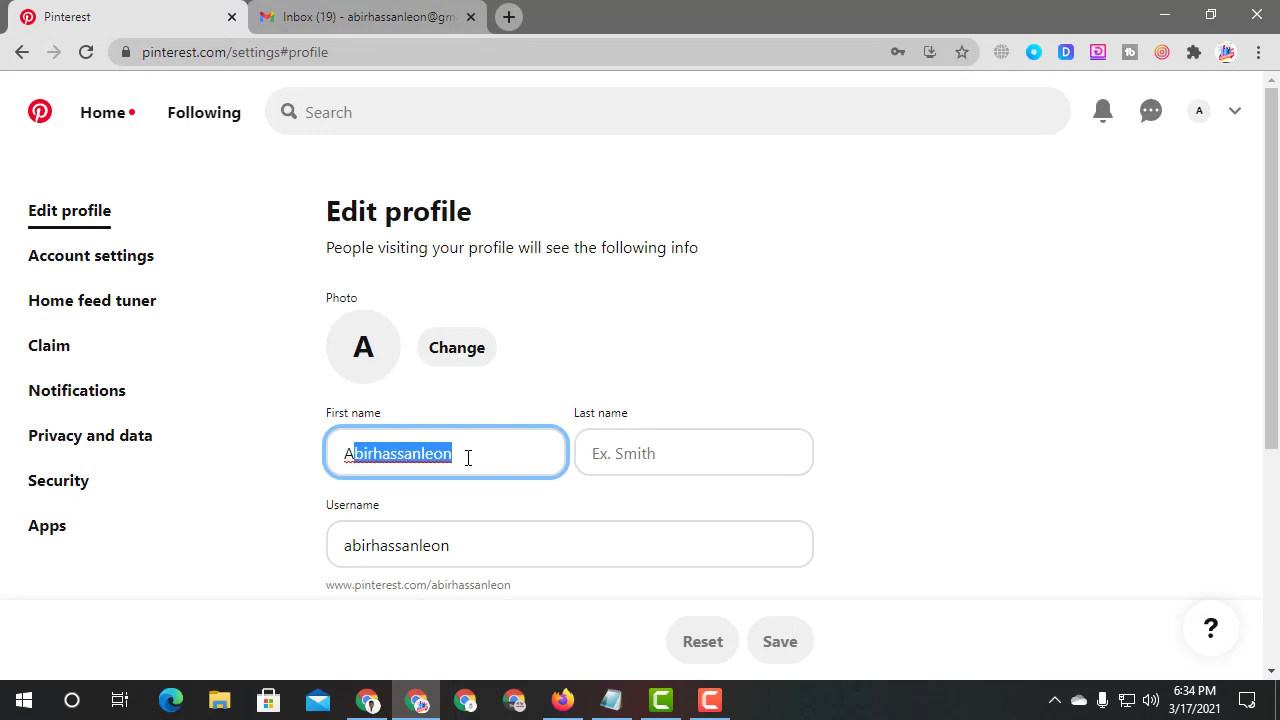 Pinterest
Inbox (19) - abirhassanleon@gm
pinterest.com/settings#profile
Home
Following
Search
A
Edit profile
Account settings
Home feed tuner
Claim
Notifications
Privacy and data
Security
Apps
Edit profile
People visiting your profile will see the following info
Photo
A
Change
First name
Last name
Abirhassanleon
Ex. Smith
Username
abirhassanleon
www.pinterest.com/abirhassanleon
Reset
Save
?
6:34 PM
3/17/2021